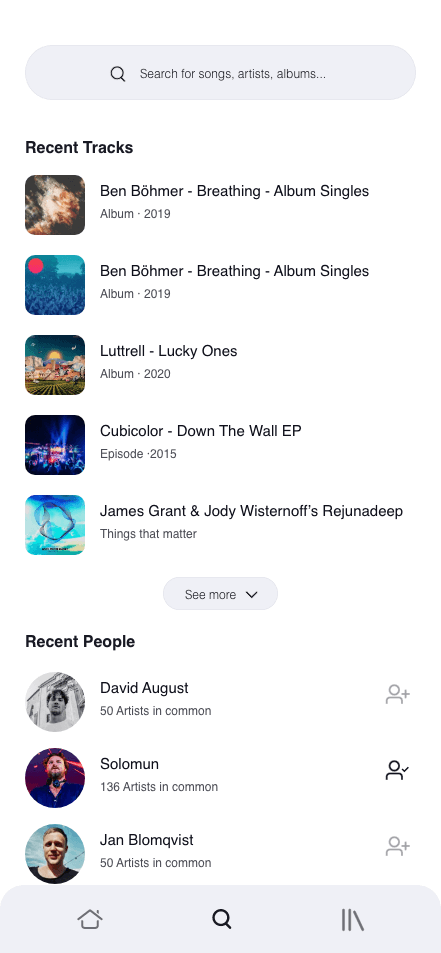 Search for songs, artists, albums...
Recent Tracks
Ben Böhmer - Breathing - Album Singles
Album · 2019
Ben Böhmer - Breathing - Album Singles
Album · 2019
Luttrell - Lucky Ones
Album · 2020
Cubicolor - Down The Wall EP
Episode ·2015
James Grant & Jody Wisternoff’s Rejunadeep
Things that matter
See more
Recent People
David August
50 Artists in common
Solomun
136 Artists in common
Jan Blomqvist
50 Artists in common